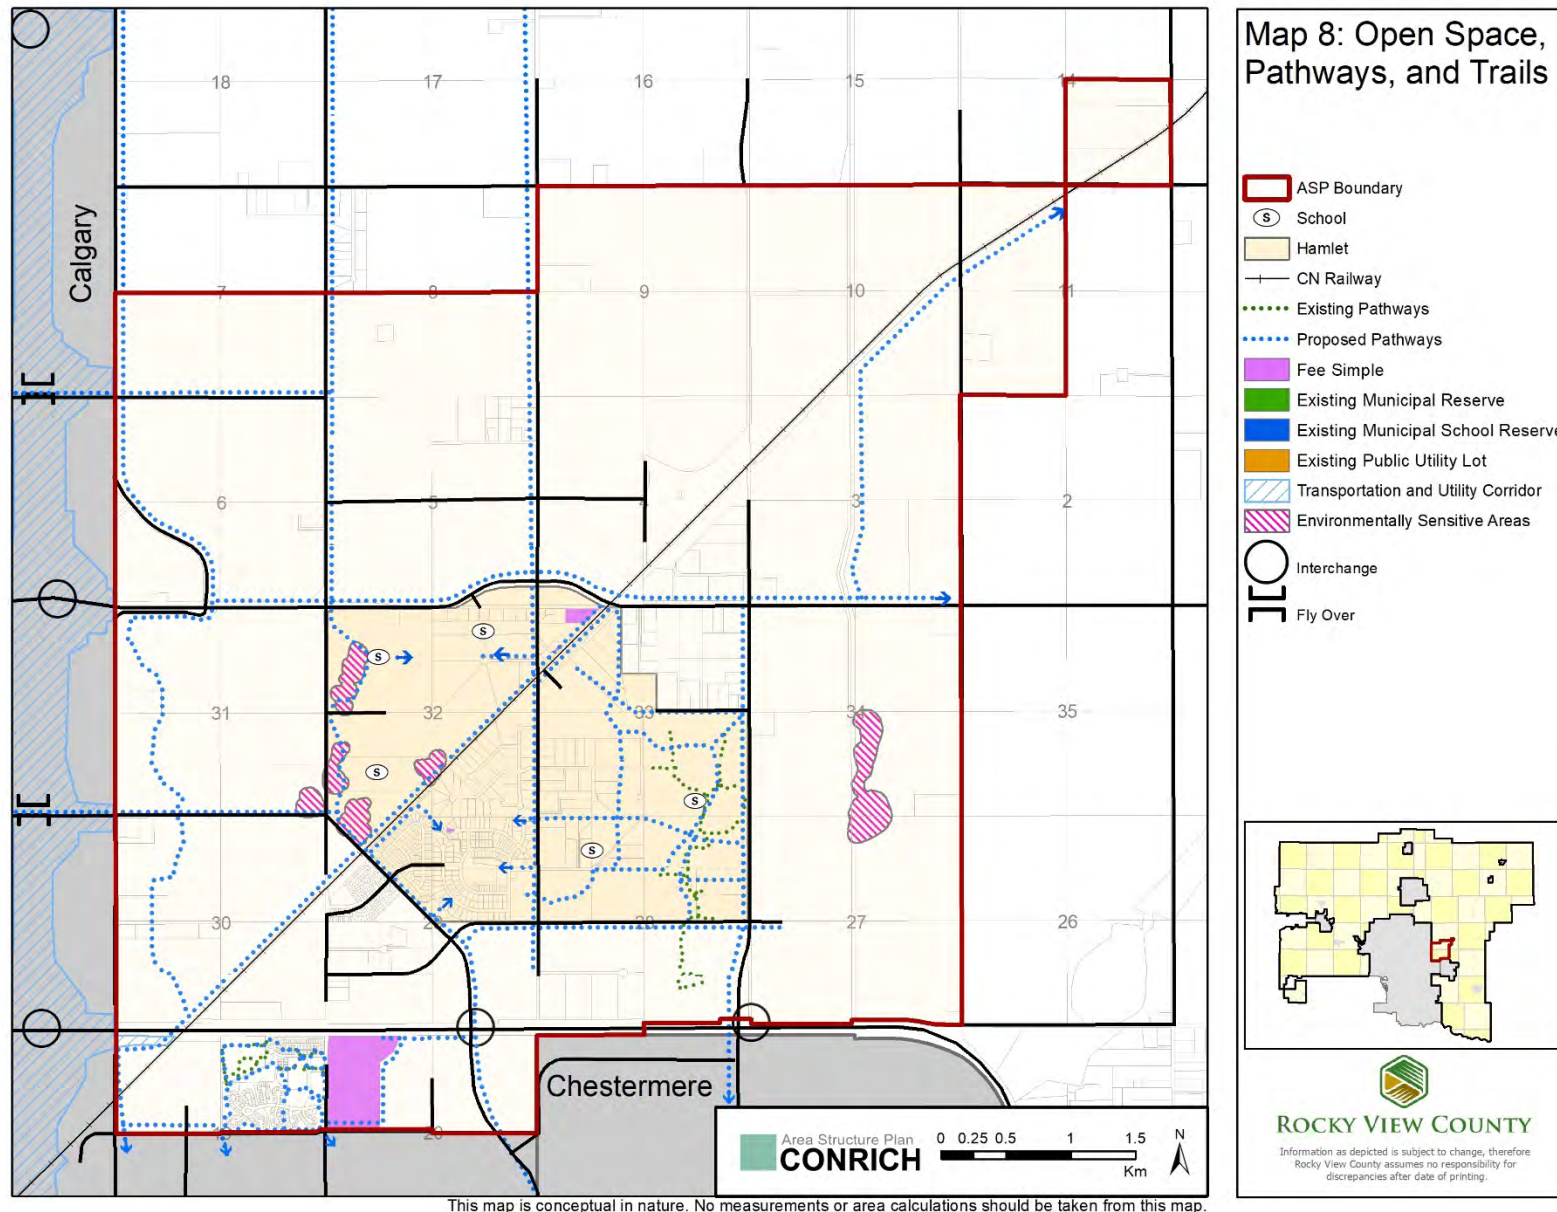 Map 8: Open Space,
Pathways, and Trails
ASP Boundary
S School
Hamlet
CN Railway
Existing Pathways
Proposed Pathways
Fee Simple
Existing Municipal Reserve
Existing Municipal School Reserve
Existing Public Utility Lot
Transportation and Utility Corridor
Environmentally Sensitive Areas
Interchange
Fly Over
18 17 16 15 14
Calgary
7 8 9 10 11
6 5 4 3 2
S
S
31 32 33 34 35
S
S
S
30 28 27 26
Chestermere
20
Area Structure Plan
CONRICH
0 0.25 0.5 1 1.5
Km
N
ROCKY VIEW COUNTY
Information as depicted is subject to change, therefore
Rocky View County assumes no responsibility for
discrepancies after date of printing.
This map is conceptual in nature. No measurements or area calculations should be taken from this map.